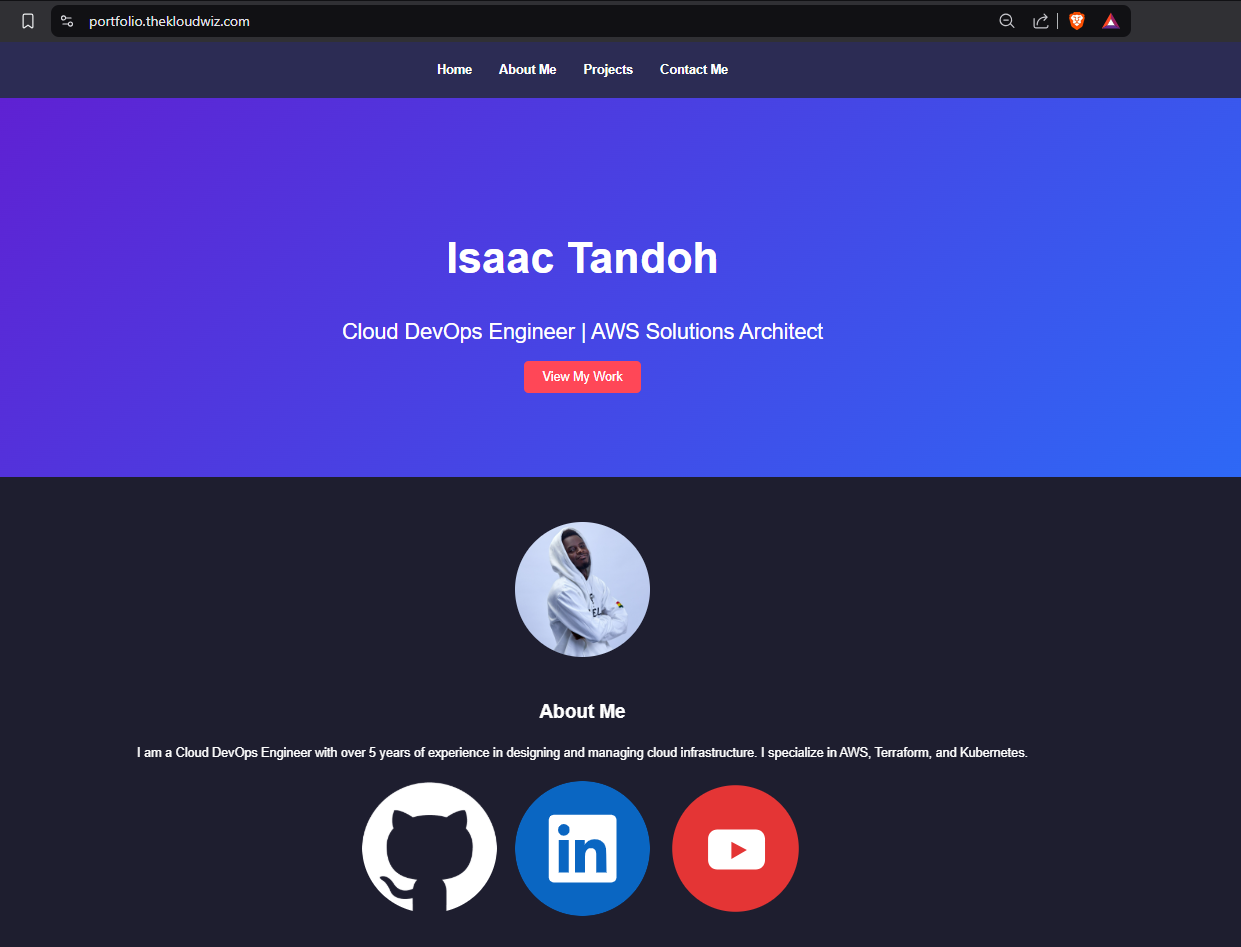 portfolio.thekloudwiz.com
Home About Me Projects Contact Me
Isaac Tandoh
Cloud DevOps Engineer | AWS Solutions Architect
View My Work
About Me
I am a Cloud DevOps Engineer with over 5 years of experience in designing and managing cloud infrastructure. I specialize in AWS, Terraform, and Kubernetes.
in